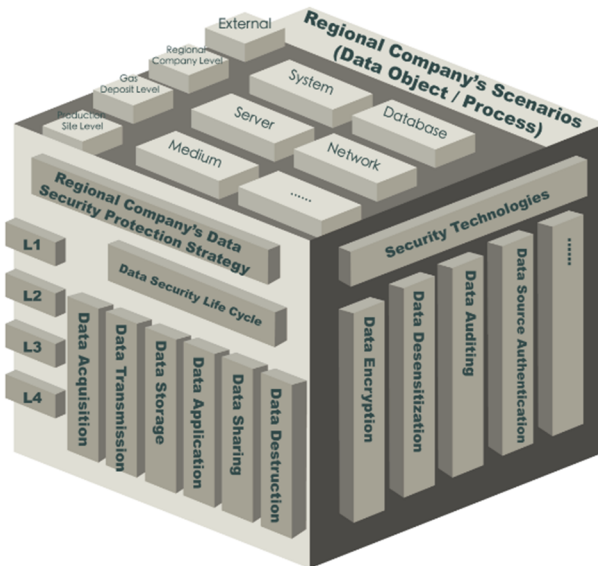 External
Regional
Company Level
Gas
Deposit Level
Production
Site Level
Regional Company's Scenarios
(Data Object / Process)
System
Database
Server
Network
Medium
......
Regional Company's Data
Security Protection Strategy
Data Security Life Cycle
L1
L2
L3
L4
Data Acquisition
Data Transmission
Data Storage
Data Application
Data Sharing
Data Destruction
Security Technologies
Data Encryption
Data Desensitization
Data Auditing
Data Source Authentication
......